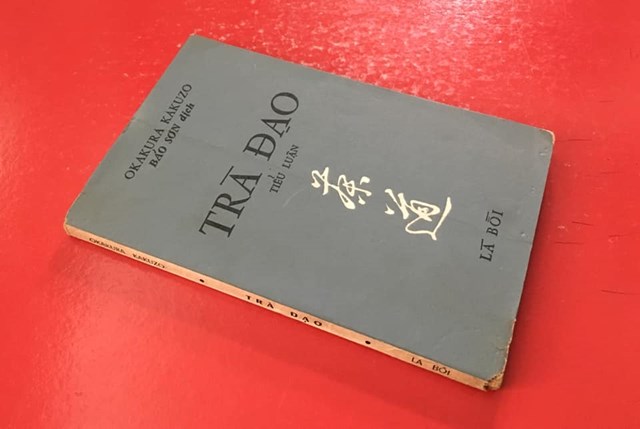 OKAKURA KAKUZO
BẢO SƠN dịch
TRÀ ĐẠO
TIỂU LUẬN
茶道
LÁ BỐI
OKAKURA KAKUZO • TRÀ ĐẠO • LÁ BỐI